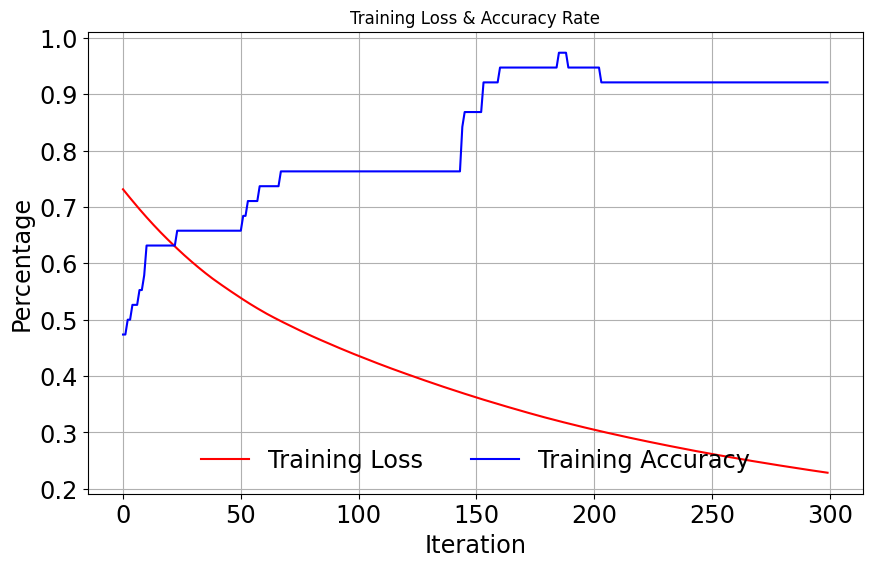 Training Loss & Accuracy Rate
1.0
0.9
0.8
0.7
0.6
0.5
0.4
0.3
0.2
Percentage
Training Loss
Training Accuracy
0 50 100 150 200 250 300
Iteration